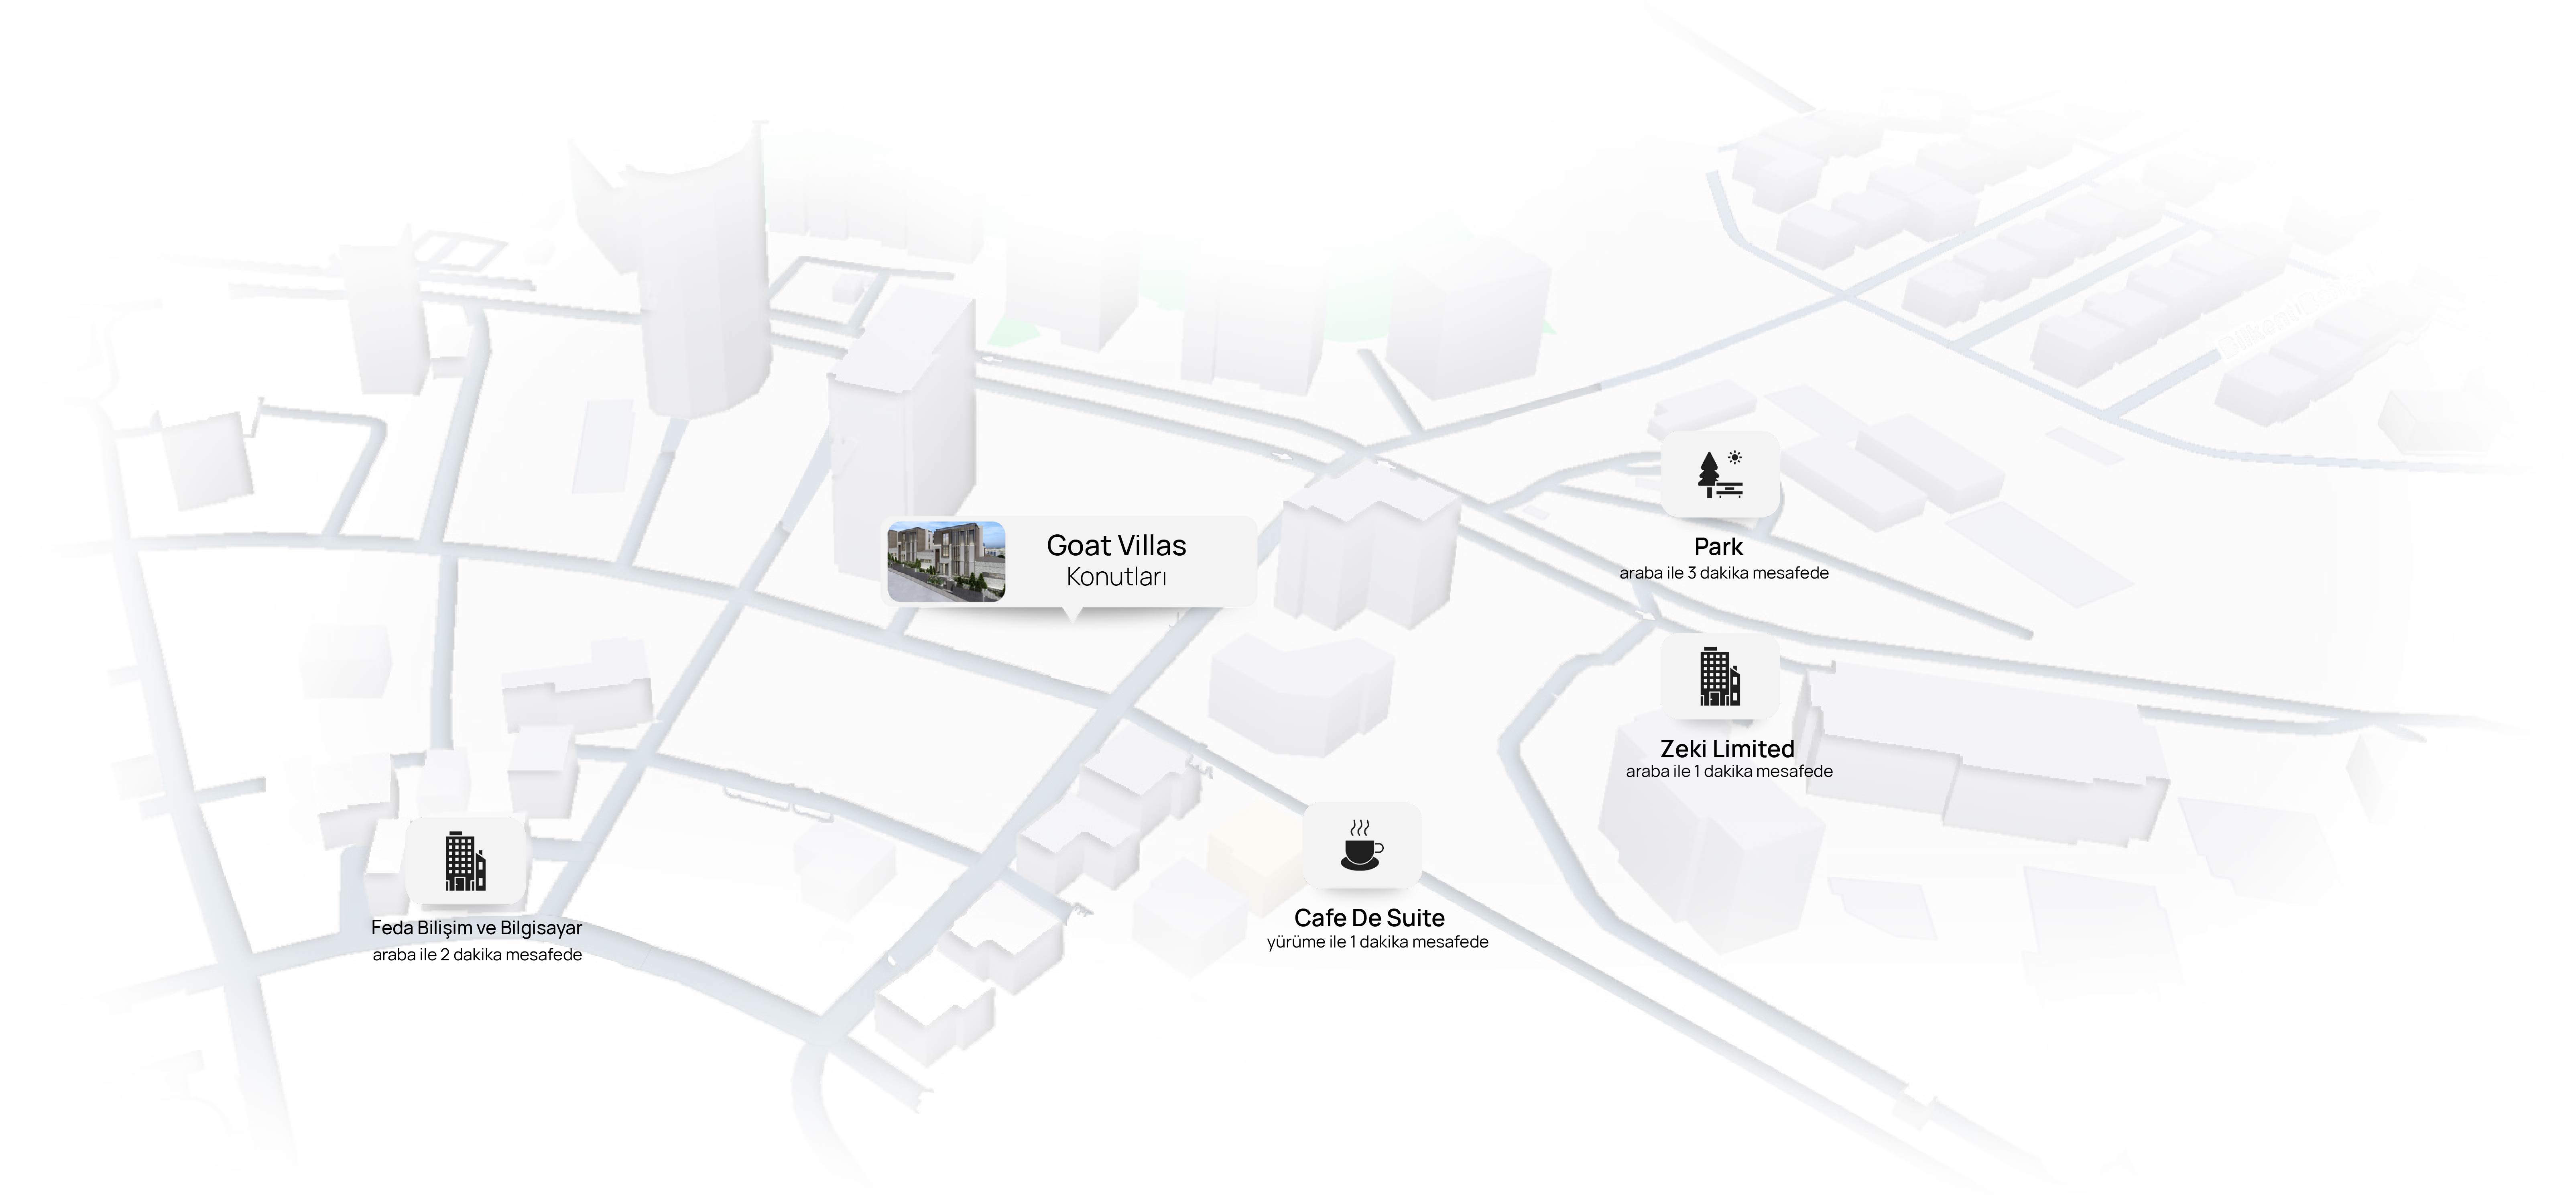 Goat Villas
Konutları
Park
araba ile 3 dakika mesafede
Zeki Limited
araba ile 1 dakika mesafede
Cafe De Suite
yürüme ile 1 dakika mesafede
Feda Bilişim ve Bilgisayar
araba ile 2 dakika mesafede